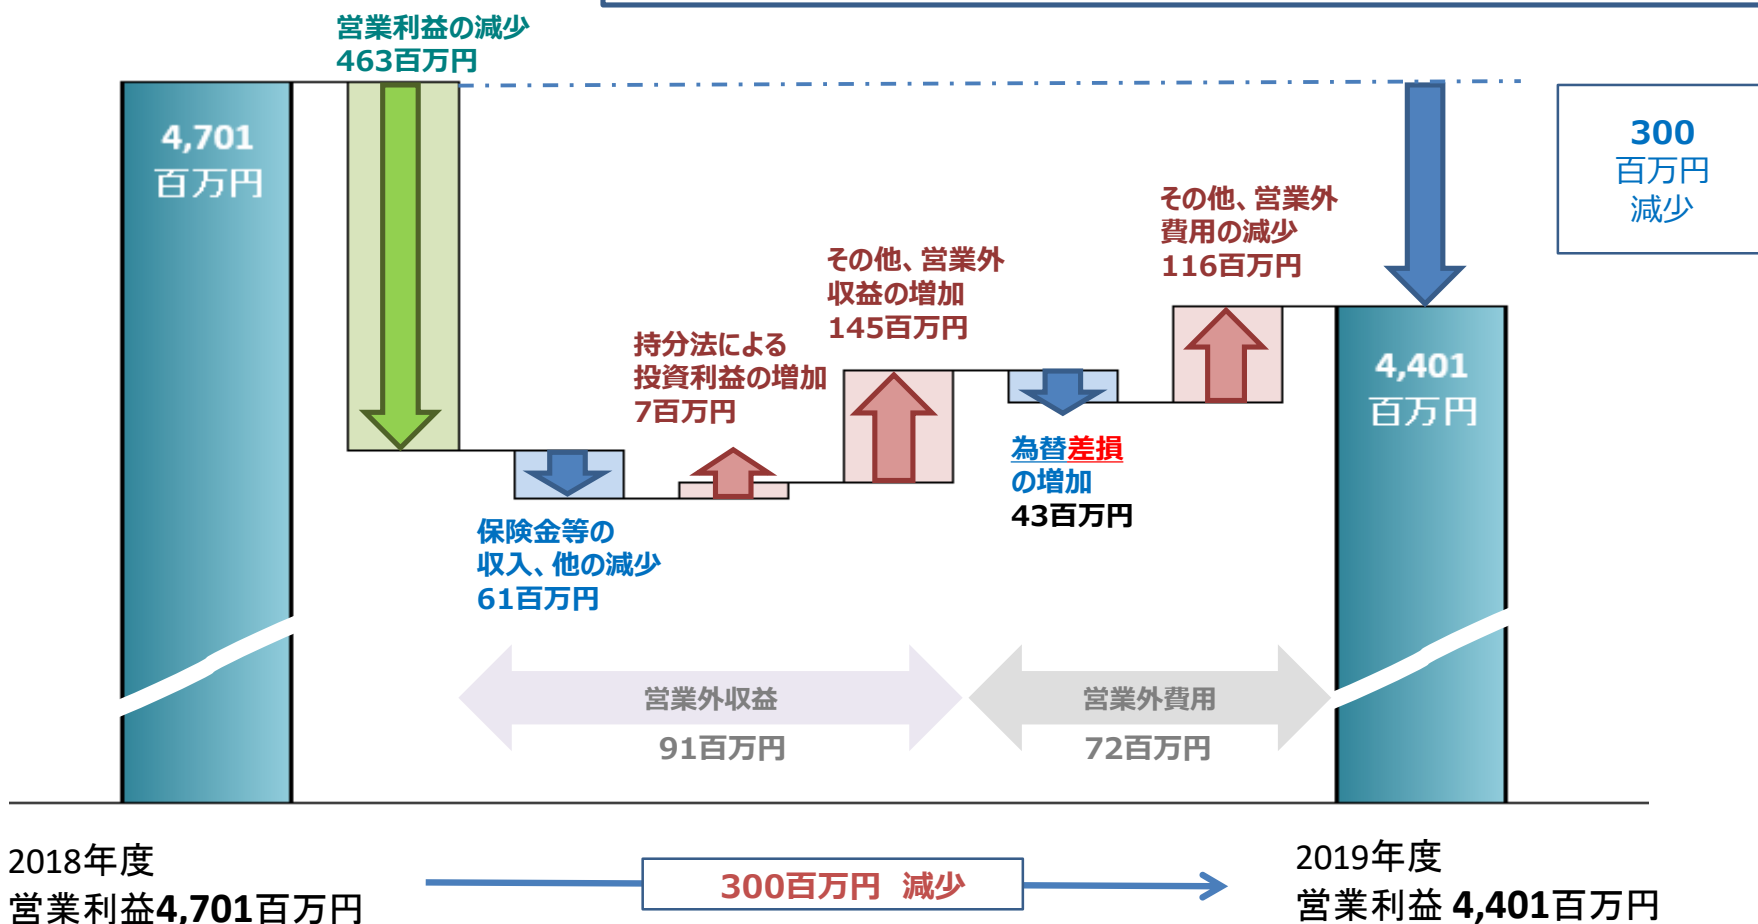 営業利益の減少
463百万円
4,701
百万円
300
百万円
減少
その他、営業外
費用の減少
116百万円
その他、営業外
収益の増加
145百万円
持分法による
投資利益の増加
7百万円
4,401
百万円
為替差損
の増加
43百万円
保険金等の
収入、他の減少
61百万円
営業外収益
91百万円
営業外費用
72百万円
2018年度
営業利益4,701百万円
300百万円 減少
2019年度
営業利益 4,401百万円